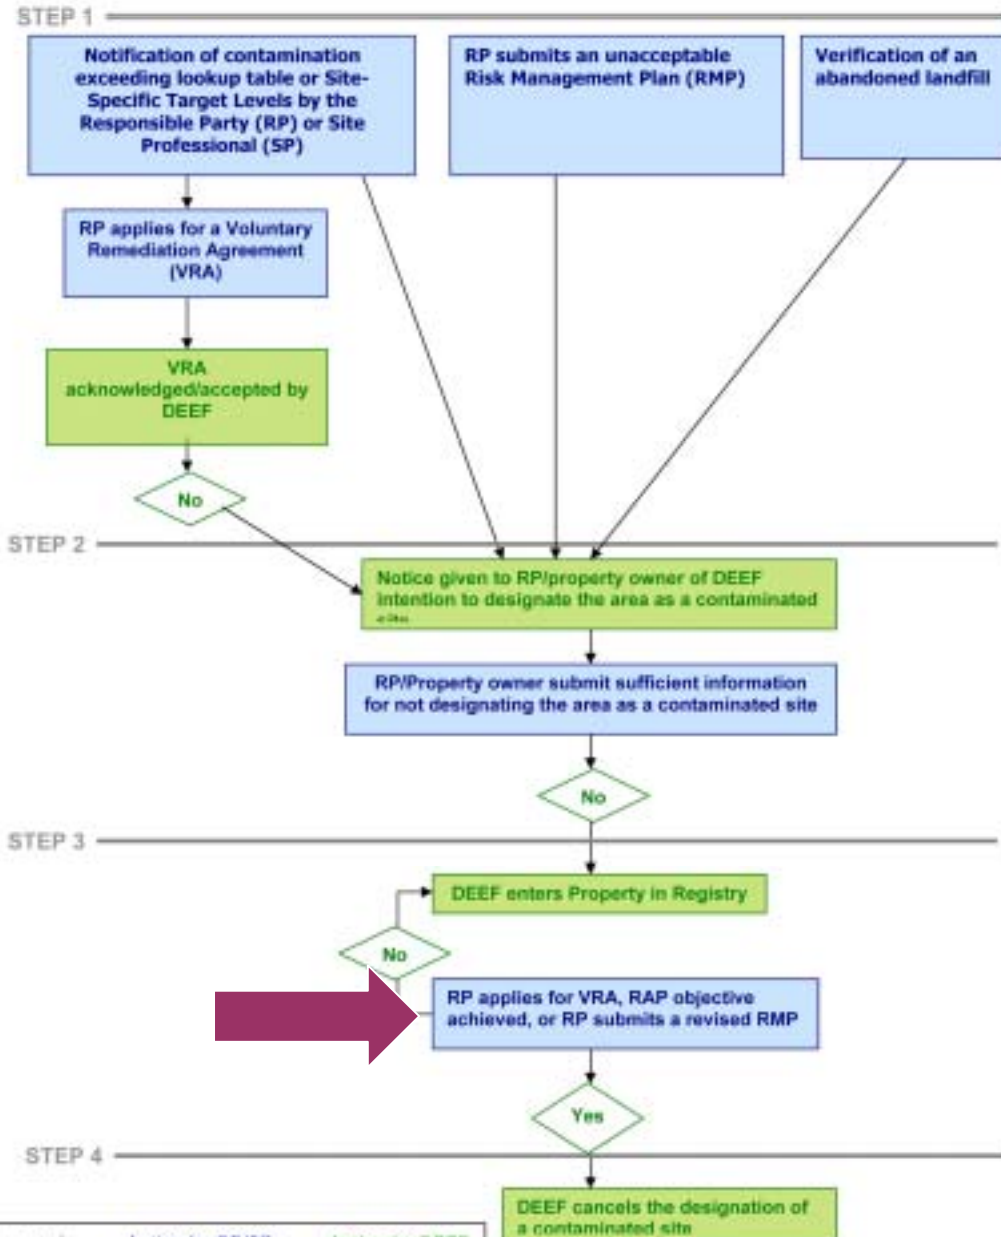 STEP 1
Notification of contamination
exceeding lookup table or Site-
Specific Target Levels by the
Responsible Party (RP) or Site
Professional (SP)
RP submits an unacceptable
Risk Management Plan (RMP)
Verification of an
abandoned landfill
RP applies for a Voluntary
Remediation Agreement
(VRA)
VRA
acknowledged/accepted by
DEEF
No
STEP 2
Notice given to RP/property owner of DEEF
intention to designate the area as a contaminated
RP/Property owner submit sufficient information
for not designating the area as a contaminated site
No
STEP 3
DEEF enters Property in Registry
No
RP applies for VRA, RAP objective
achieved, or RP submits a revised RMP
Yes
STEP 4
DEEF cancels the designation of
a contaminated site